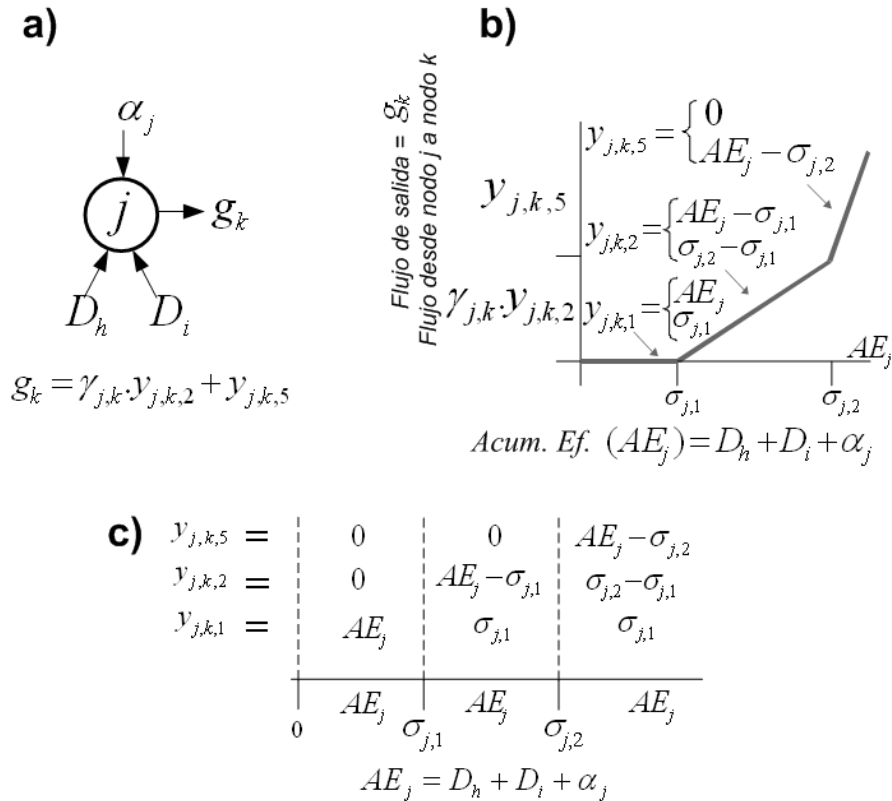 a)
α_j
j
g_k
D_h D_i
g_k = γ_{j,k}.y_{j,k,2} + y_{j,k,5}
b)
Flujo de salida = g_k
Flujo desde nodo j a nodo k
y_{j,k,5}
γ_{j,k}.y_{j,k,2}
y_{j,k,5} = { 0
AE_j − σ_{j,2}
y_{j,k,2} = { AE_j − σ_{j,1}
σ_{j,2} − σ_{j,1}
y_{j,k,1} = { AE_j
σ_{j,1}
AE_j
σ_{j,1} σ_{j,2}
Acum. Ef. (AE_j) = D_h + D_i + α_j
c)
y_{j,k,5} = 0 0 AE_j − σ_{j,2}
y_{j,k,2} = 0 AE_j − σ_{j,1} σ_{j,2} − σ_{j,1}
y_{j,k,1} = AE_j σ_{j,1} σ_{j,1}
AE_j AE_j AE_j
0 σ_{j,1} σ_{j,2}
AE_j = D_h + D_i + α_j